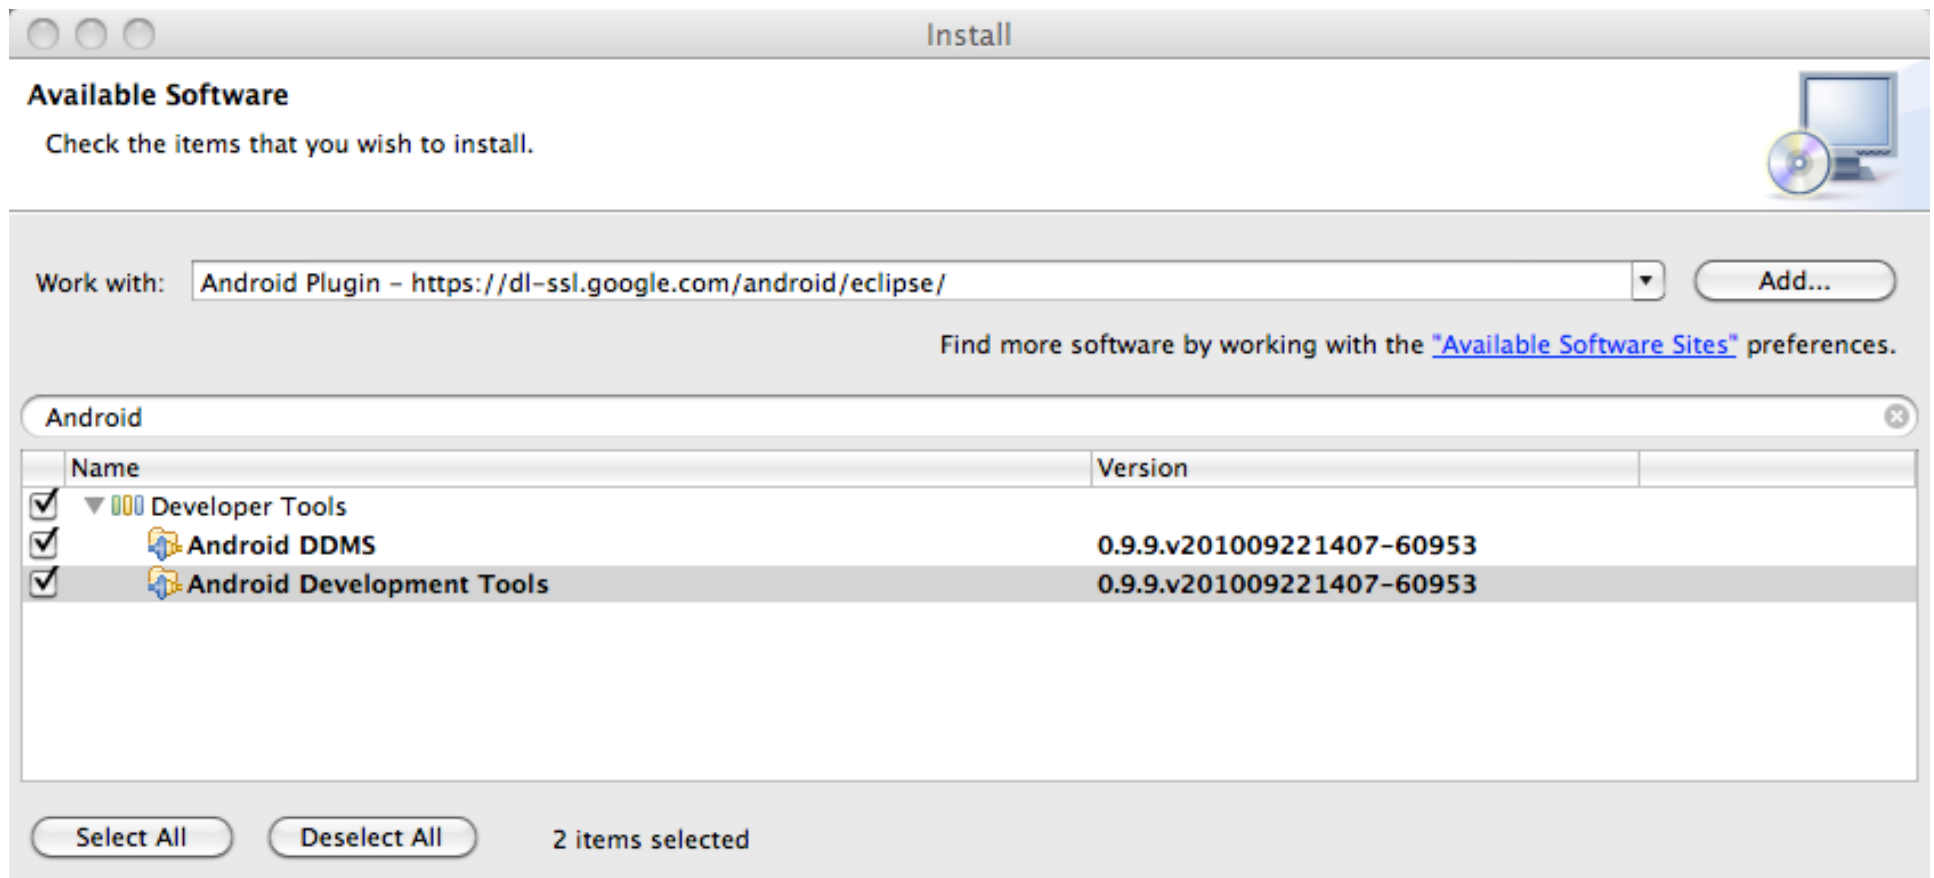 Install
Available Software
Check the items that you wish to install.
Work with: Android Plugin – https://dl-ssl.google.com/android/eclipse/ Add...
Find more software by working with the "Available Software Sites" preferences.
Android
Name Version
Developer Tools
Android DDMS 0.9.9.v201009221407-60953
Android Development Tools 0.9.9.v201009221407-60953
Select All Deselect All 2 items selected